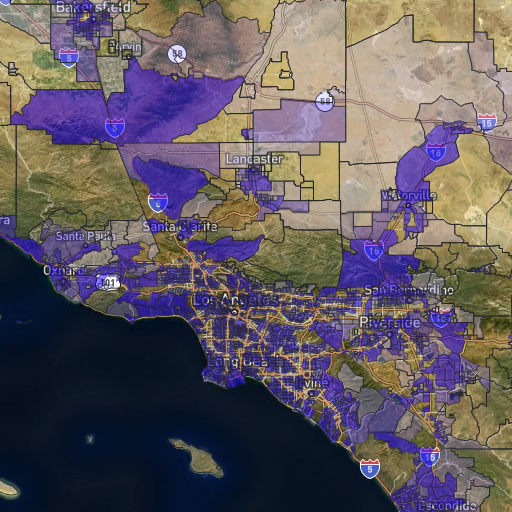 Bakersfield
Arvin
58
5
58
15
5
15
Lancaster
5
Victorville
Santa Clarita
Santa Paula
15
Oxnard
101
San Bernardino
Los Angeles
Riverside
Long Beach
Irvine
5
15
Escondido